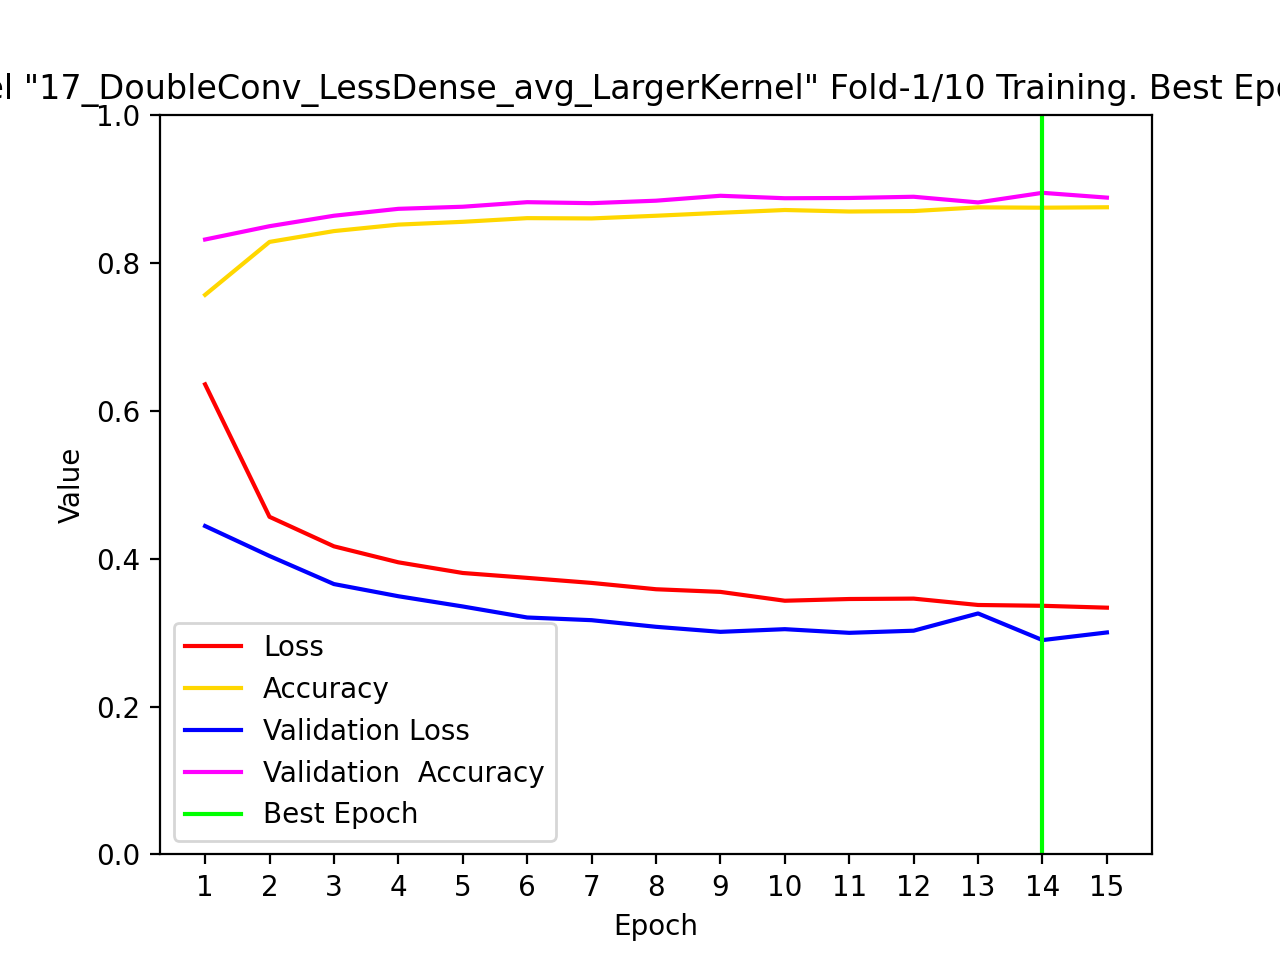 el "17_DoubleConv_LessDense_avg_LargerKernel" Fold-1/10 Training. Best Epo
1.0
0.8
0.6
0.4
0.2
0.0
Value
Loss
Accuracy
Validation Loss
Validation  Accuracy
Best Epoch
1 2 3 4 5 6 7 8 9 10 11 12 13 14 15
Epoch